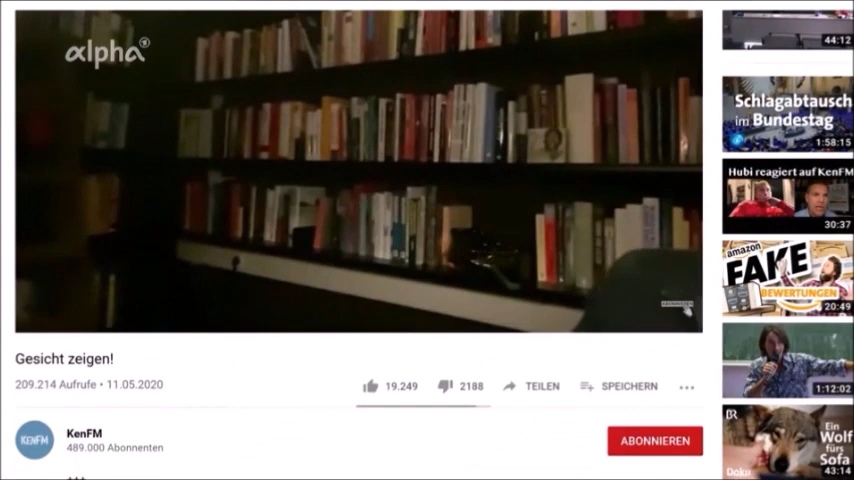 alpha
ABONNIEREN
Gesicht zeigen!
209.214 Aufrufe • 11.05.2020
19.249
2188
TEILEN
SPEICHERN
KENFM
KenFM
489.000 Abonnenten
ABONNIEREN
44:12
Schlagabtausch
im Bundestag
1:58:15
Hubi reagiert auf KenFM
30:37
amazon
FAKE
BEWERTUNGEN
20:49
1:12:02
BR
Ein
Wolf
fürs
Sofa
Doku
43:14